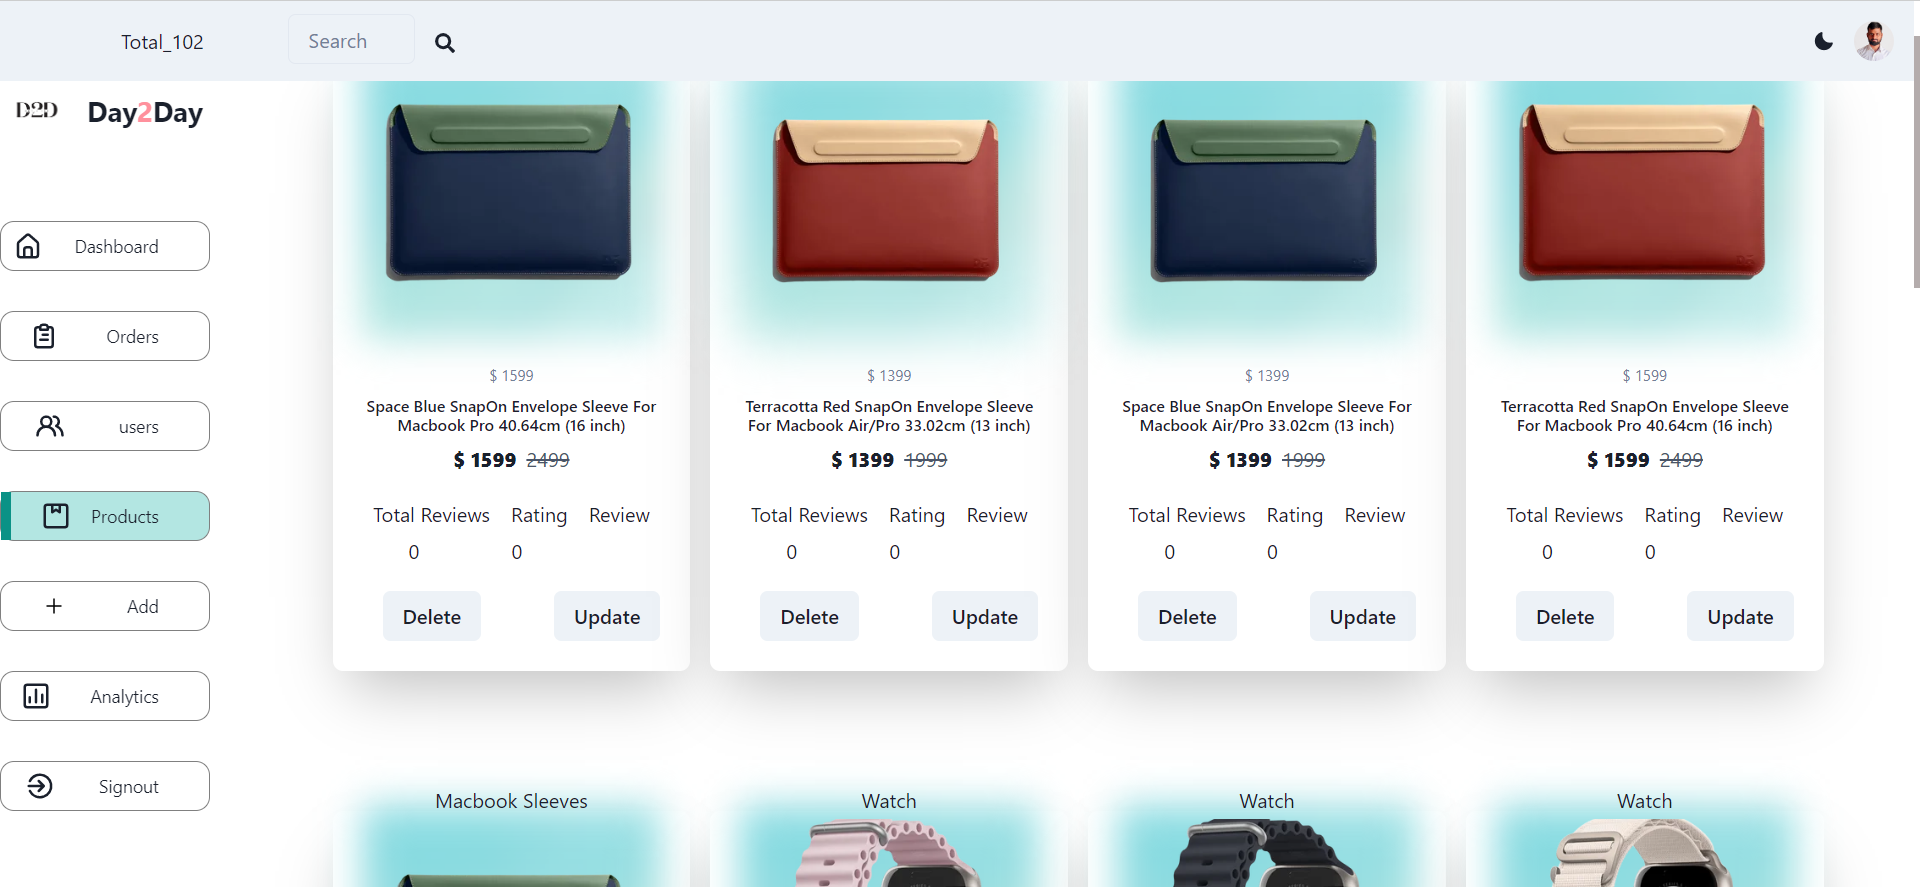 Total_102
Search
D2D
Day2Day
Dashboard
Orders
users
Products
Add
Analytics
Signout
$ 1599
Space Blue SnapOn Envelope Sleeve For
Macbook Pro 40.64cm (16 inch)
$ 1599 2499
Total Reviews Rating Review
0 0
Delete Update
$ 1399
Terracotta Red SnapOn Envelope Sleeve
For Macbook Air/Pro 33.02cm (13 inch)
$ 1399 1999
Total Reviews Rating Review
0 0
Delete Update
$ 1399
Space Blue SnapOn Envelope Sleeve For
Macbook Air/Pro 33.02cm (13 inch)
$ 1399 1999
Total Reviews Rating Review
0 0
Delete Update
$ 1599
Terracotta Red SnapOn Envelope Sleeve
For Macbook Pro 40.64cm (16 inch)
$ 1599 2499
Total Reviews Rating Review
0 0
Delete Update
Macbook Sleeves
Watch
Watch
Watch